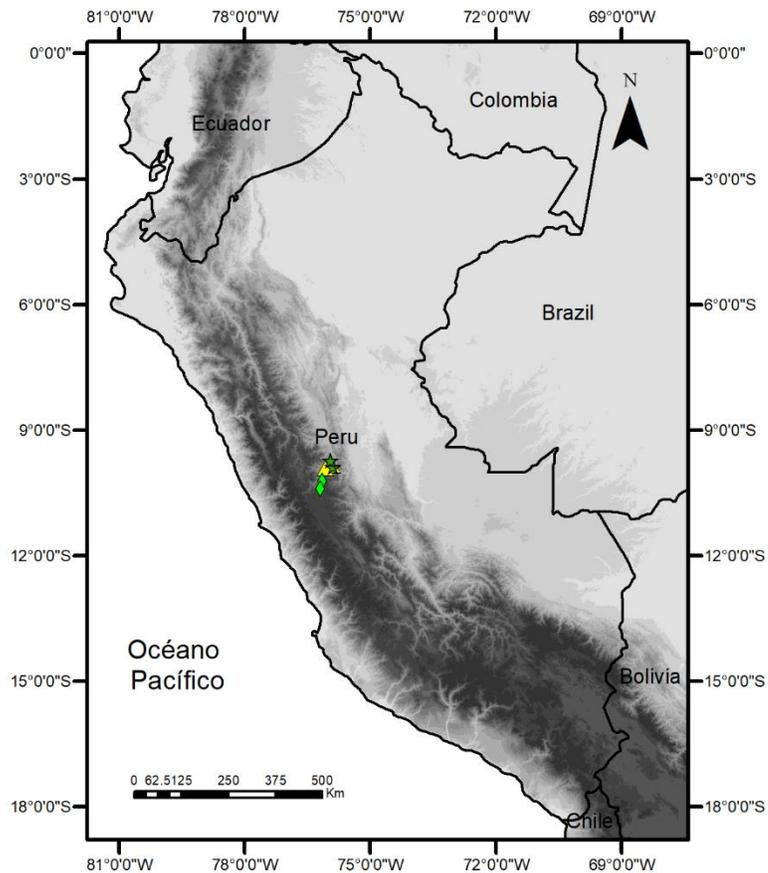 81°0'0"W 78°0'0"W 75°0'0"W 72°0'0"W 69°0'0"W
0°0'0" 0°0'0"
N
Colombia
Ecuador
3°0'0"S 3°0'0"S
6°0'0"S 6°0'0"S
Brazil
9°0'0"S 9°0'0"S
Peru
12°0'0"S 12°0'0"S
Océano
Pacífico
15°0'0"S 15°0'0"S
Bolivia
0 62.5125 250 375 500
Km
18°0'0"S 18°0'0"S
Chile
81°0'0"W 78°0'0"W 75°0'0"W 72°0'0"W 69°0'0"W